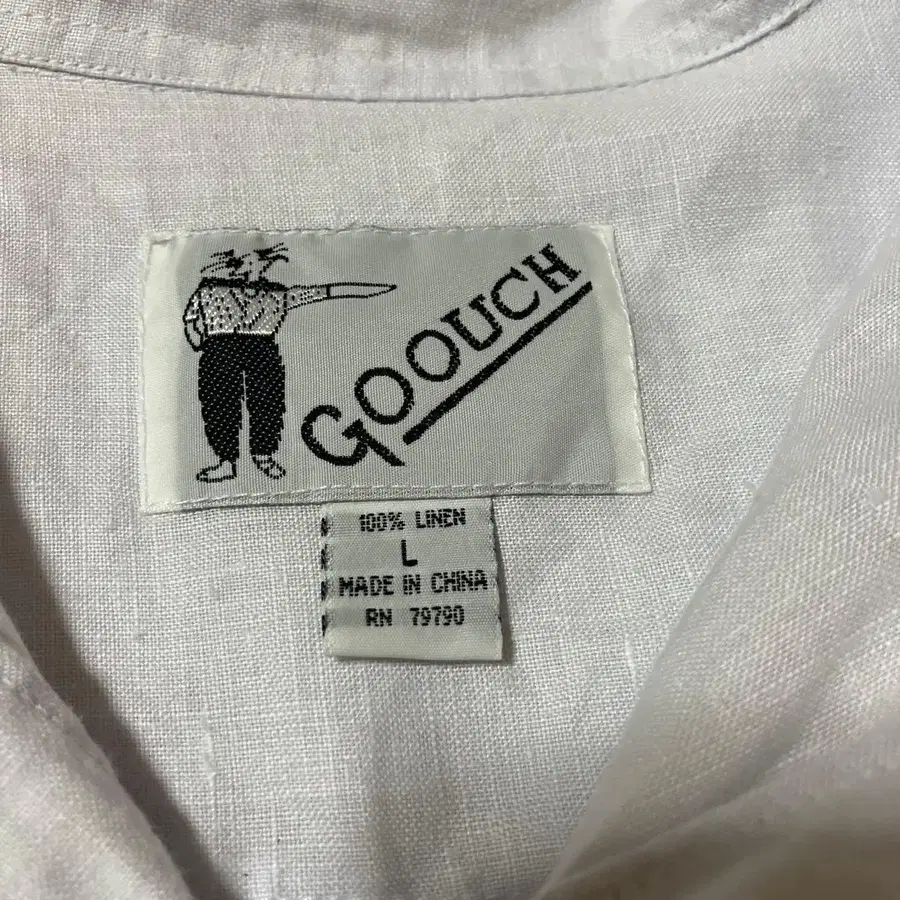 GOOUCH
100% LINEN
L
MADE IN CHINA
RN 79790